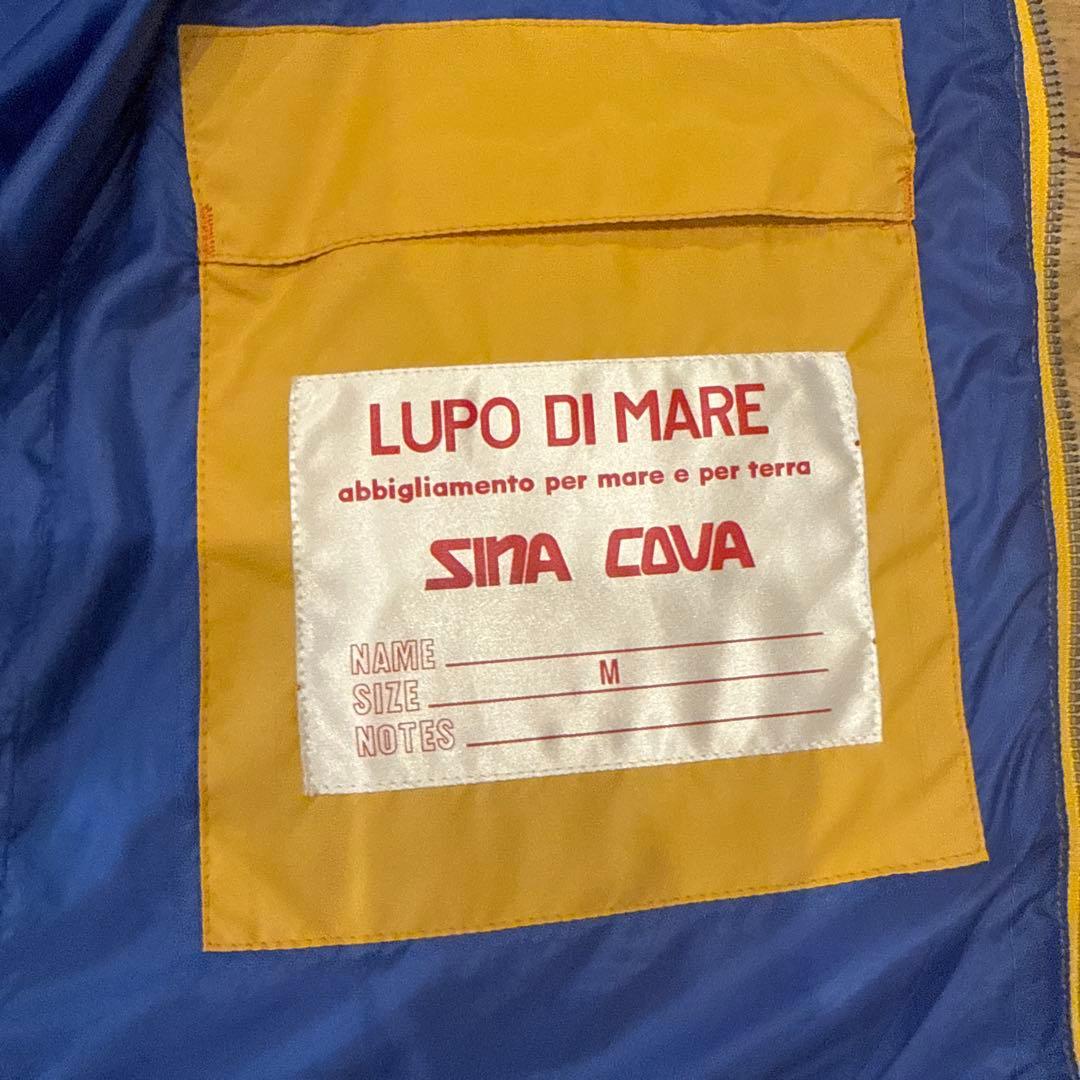 LUPO DI MARE
abbigliamento per mare e per terra
SINA COVA
NAME
SIZE M
NOTES